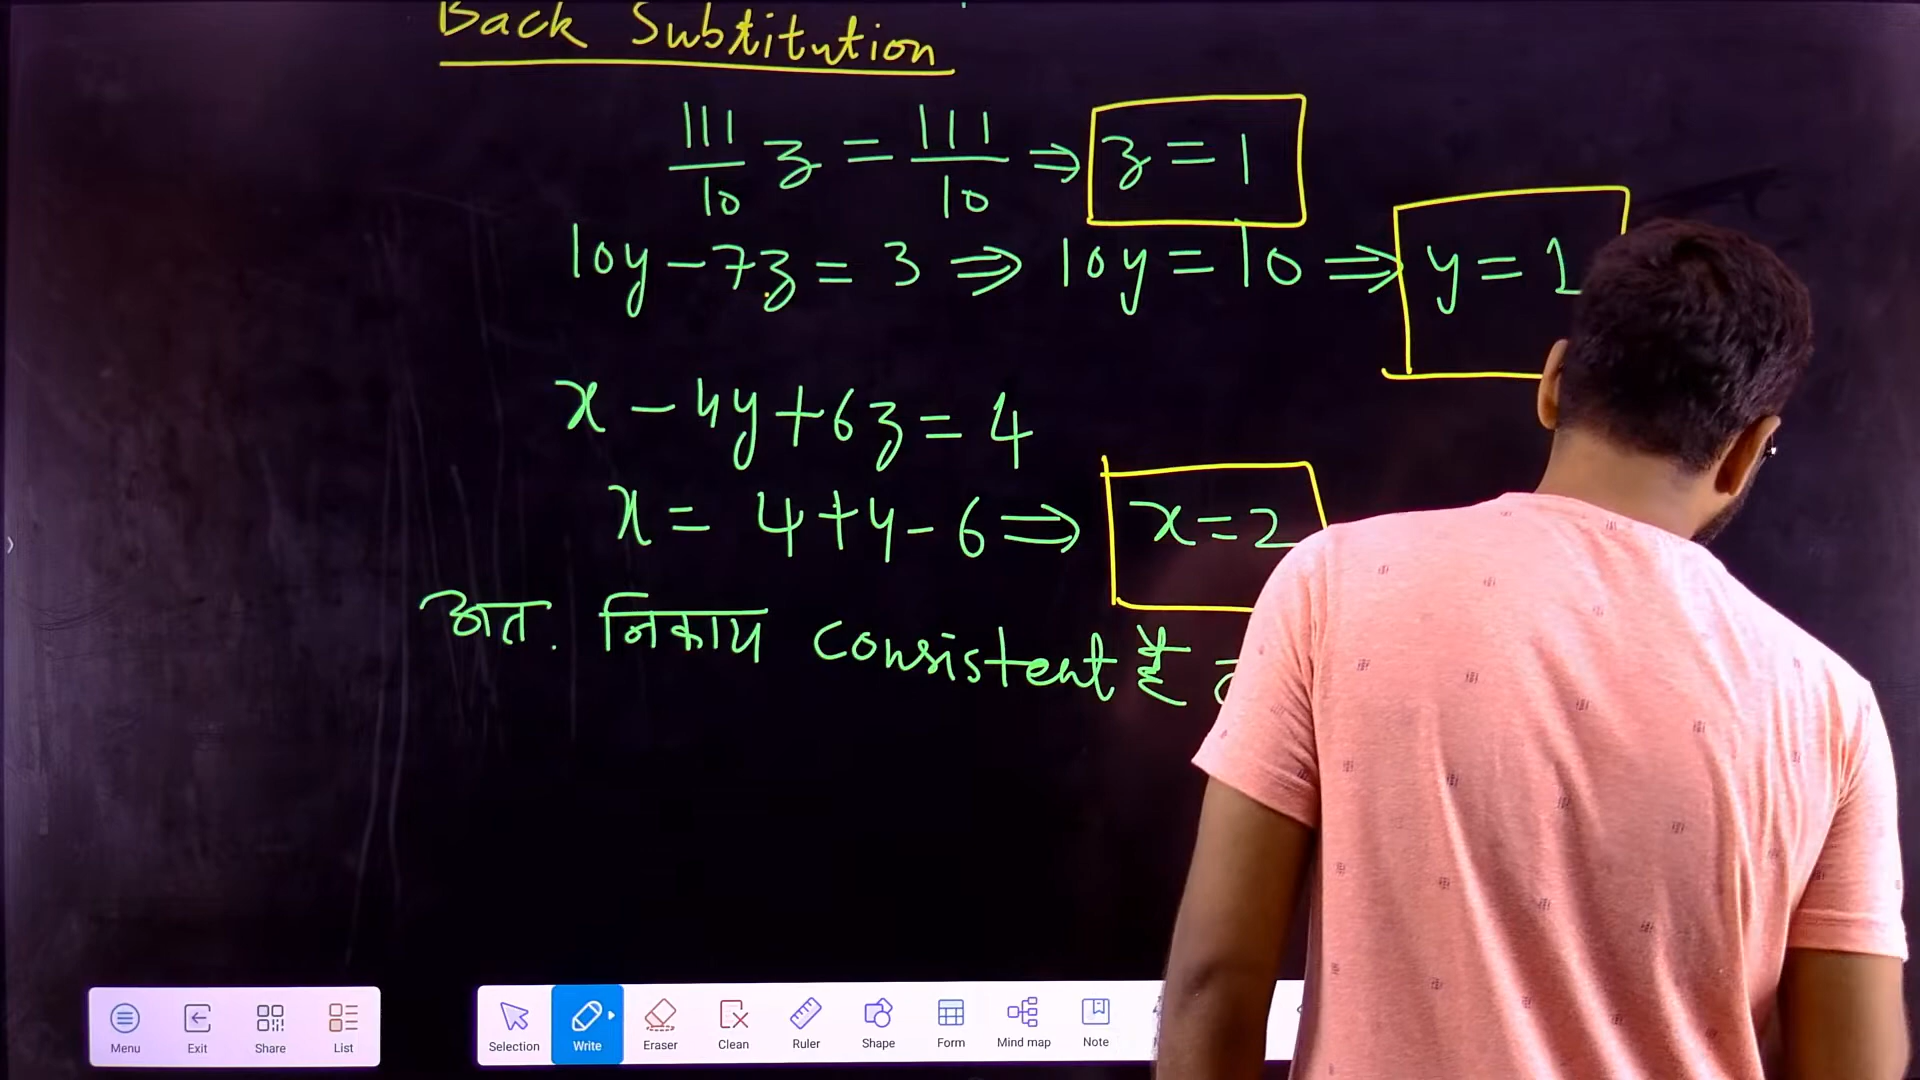 Back Substitution
111/10 z = 111/10 ⇒ z = 1
10y - 7z = 3 ⇒ 10y = 10 ⇒ y = 1
x - 4y + 6z = 4
x = 4 + 4 - 6 ⇒ x = 2
अत. निकाय consistent है
Menu Exit Share List Selection Write Eraser Clean Ruler Shape Form Mind map Note